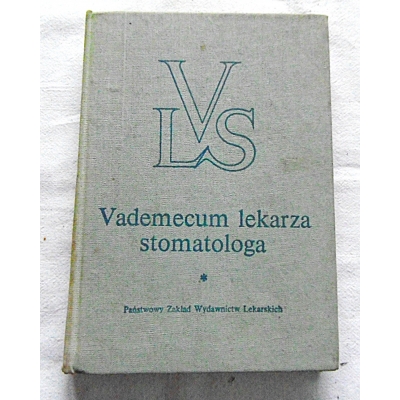 VLS
Vademecum lekarza
stomatologa
*
Państwowy Zakład Wydawnictw Lekarskich